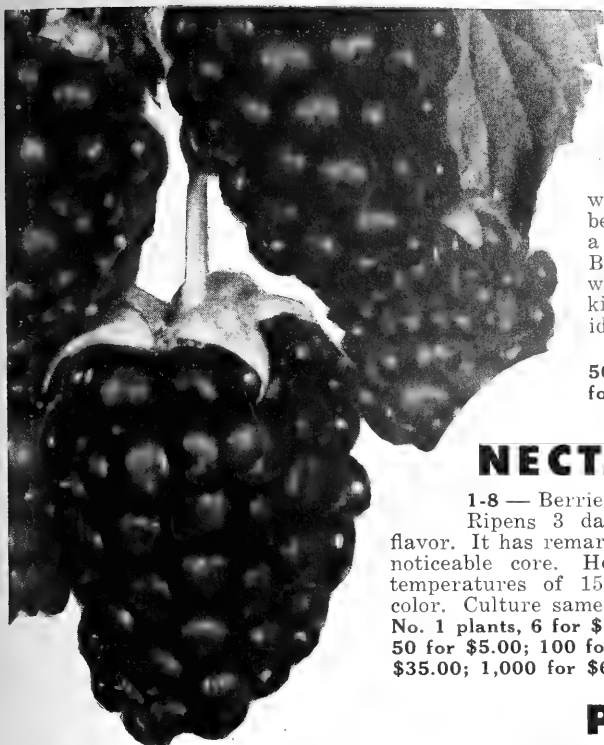 w
be
a
B
w
ki
id
50
fo
NECT
1-8 — Berrie
Ripens 3 da
flavor. It has remar
noticeable core. H
temperatures of 15
color. Culture same
No. 1 plants, 6 for $
50 for $5.00; 100 fo
$35.00; 1,000 for $6
P